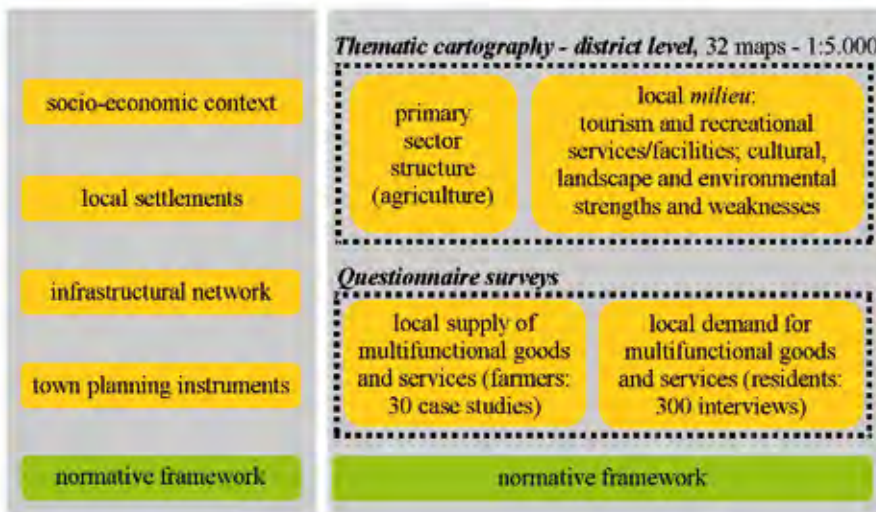 socio-economic context
local settlements
infrastructural network
town planning instruments
normative framework
Thematic cartography - district level, 32 maps - 1:5.000
primary
sector
structure
(agriculture)
local milieu:
tourism and recreational
services/facilities; cultural,
landscape and environmental
strengths and weaknesses
Questionnaire surveys
local supply of
multifunctional goods
and services (farmers:
30 case studies)
local demand for
multifunctional goods
and services (residents:
300 interviews)
normative framework